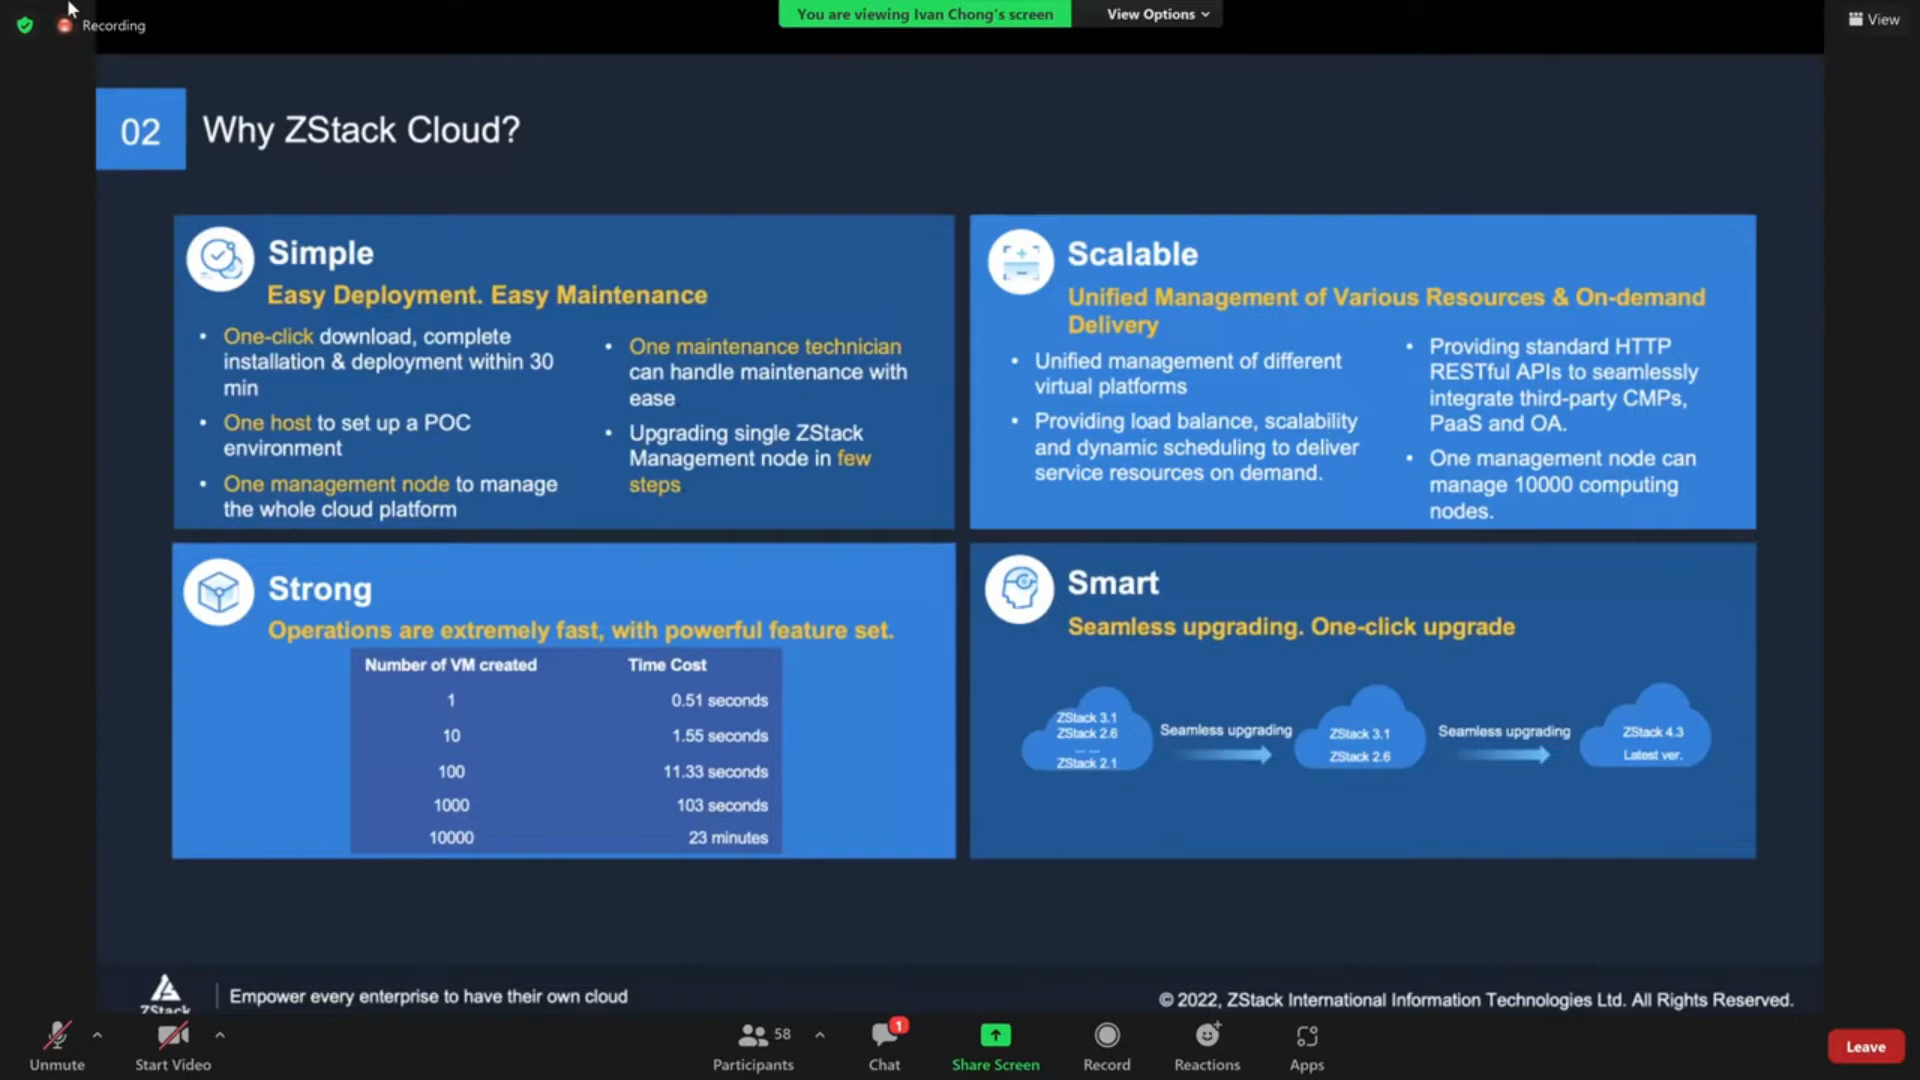 Recording
You are viewing Ivan Chong's screen
View Options
View
02
Why ZStack Cloud?
Simple
Easy Deployment. Easy Maintenance
• One-click download, complete
installation & deployment within 30
min
• One host to set up a POC
environment
• One management node to manage
the whole cloud platform
• One maintenance technician
can handle maintenance with
ease.
• Upgrading single ZStack
Management node in few
steps
Scalable
Unified Management of Various Resources & On-demand
Delivery
• Unified management of different
virtual platforms
• Providing load balance, scalability
and dynamic scheduling to deliver
service resources on demand.
• Providing standard HTTP
RESTful APIs to seamlessly
integrate third-party CMPs,
PaaS and OA.
• One management node can
manage 10000 computing
nodes.
Strong
Operations are extremely fast, with powerful feature set.
Number of VM created Time Cost
1 0.51 seconds
10 1.55 seconds
100 11.33 seconds
1000 103 seconds
10000 23 minutes
Smart
Seamless upgrading. One-click upgrade
ZStack 3.1
ZStack 2.6
... ...
ZStack 2.1
Seamless upgrading
ZStack 3.1
ZStack 2.6
Seamless upgrading
ZStack 4.3
Latest ver.
ZStack
Empower every enterprise to have their own cloud
© 2022, ZStack International Information Technologies Ltd. All Rights Reserved.
Unmute
Start Video
58
Participants
1
Chat
Share Screen
Record
Reactions
Apps
Leave